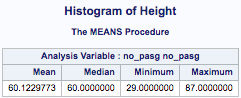 Histogram of Height
The MEANS Procedure
Analysis Variable : no_pasg no_pasg
Mean Median Minimum Maximum
60.1229773 60.0000000 29.0000000 87.0000000